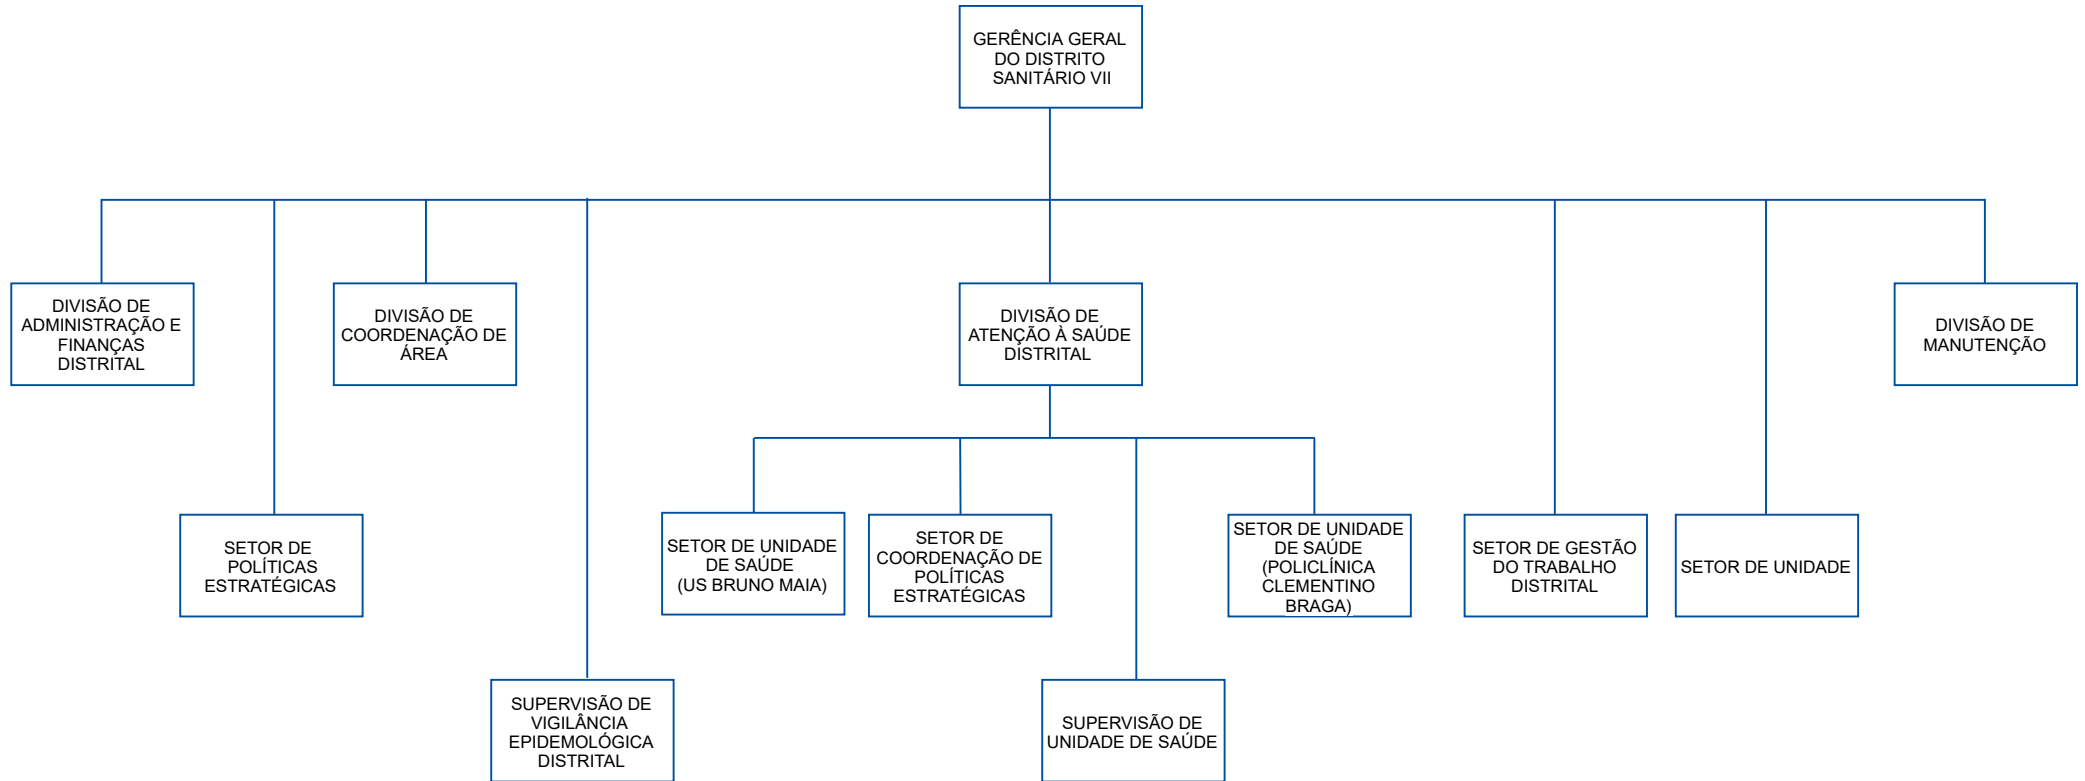 GERÊNCIA GERAL
DO DISTRITO
SANITÁRIO VII
DIVISÃO DE
ADMINISTRAÇÃO E
FINANÇAS
DISTRITAL
DIVISÃO DE
COORDENAÇÃO DE
ÁREA
DIVISÃO DE
ATENÇÃO À SAÚDE
DISTRITAL
DIVISÃO DE
MANUTENÇÃO
SETOR DE
POLÍTICAS
ESTRATÉGICAS
SETOR DE UNIDADE
DE SAÚDE
(US BRUNO MAIA)
SETOR DE
COORDENAÇÃO DE
POLÍTICAS
ESTRATÉGICAS
SETOR DE UNIDADE
DE SAÚDE
(POLICLÍNICA
CLEMENTINO
BRAGA)
SETOR DE GESTÃO
DO TRABALHO
DISTRITAL
SETOR DE UNIDADE
SUPERVISÃO DE
VIGILÂNCIA
EPIDEMOLÓGICA
DISTRITAL
SUPERVISÃO DE
UNIDADE DE SAÚDE